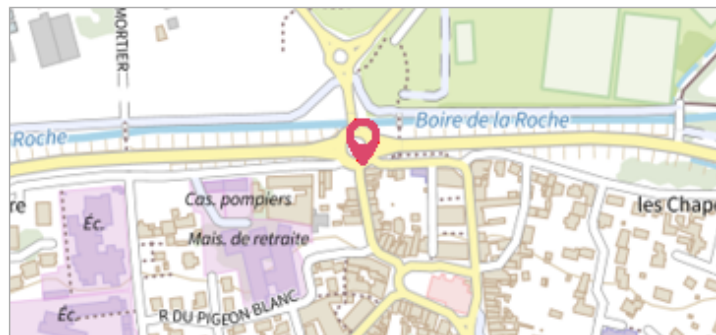 MORTIER
Roche
Boire de la Roche
re
Cas. pompiers
les Chape
Éc.
Mais. de retraite
R DU PIGEON BLANC
Éc.